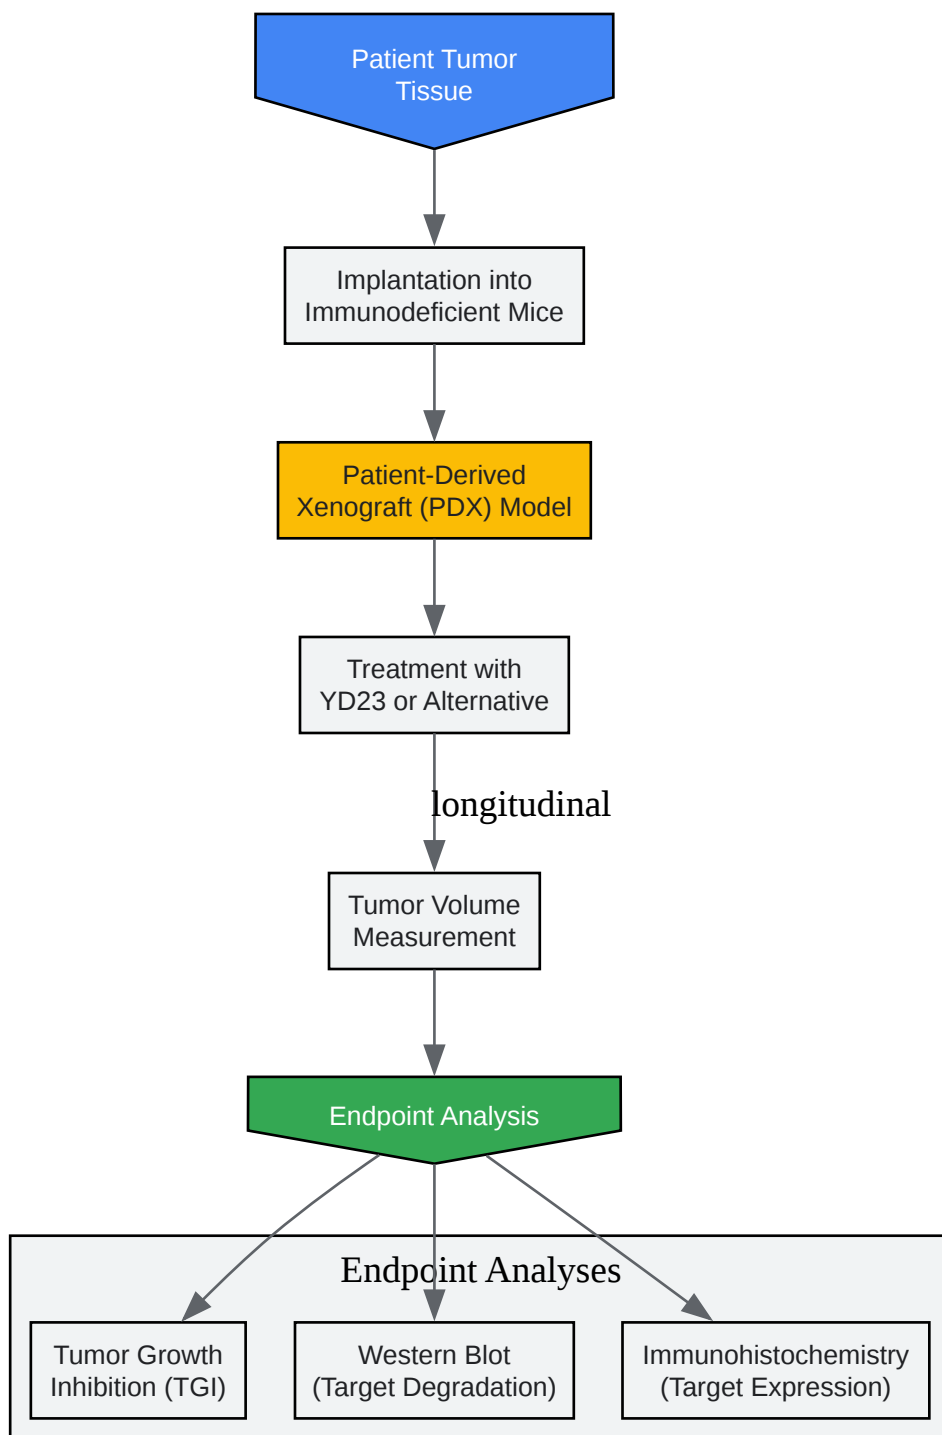 Patient Tumor
Tissue
Implantation into
Immunodeficient Mice
Patient-Derived
Xenograft (PDX) Model
Treatment with
YD23 or Alternative
longitudinal
Tumor Volume
Measurement
Endpoint Analysis
Endpoint Analyses
Tumor Growth
Inhibition (TGI)
Western Blot
(Target Degradation)
Immunohistochemistry
(Target Expression)